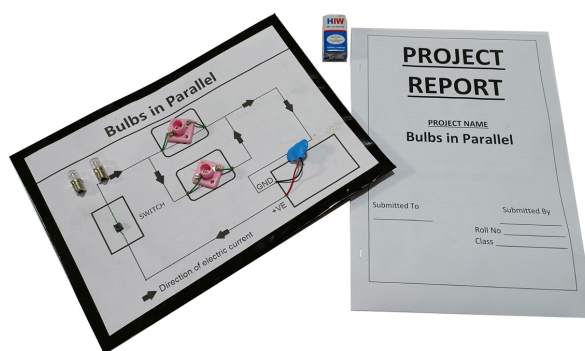 Bulbs in Parallel
SWITCH
GND
+VE
Direction of electric current
HIW
PROJECT
REPORT
PROJECT NAME
Bulbs in Parallel
Submitted To
Submitted By
Roll No
Class